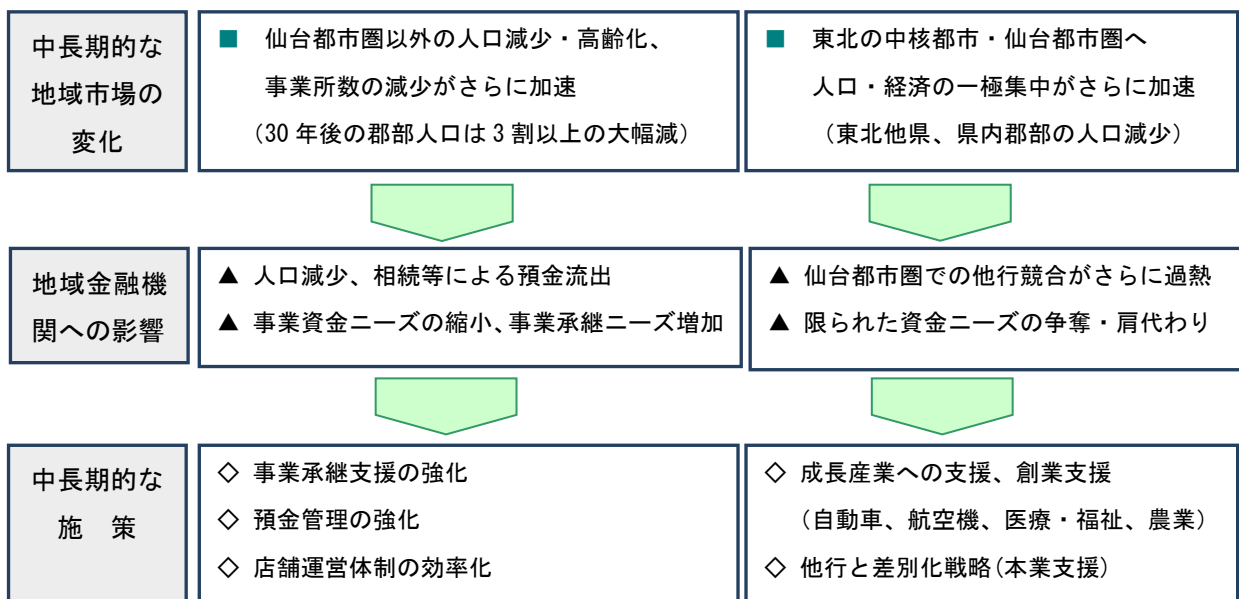 中長期的な
地域市場の
変化
■ 仙台都市圏以外の人口減少・高齢化、
事業所数の減少がさらに加速
(30年後の郡部人口は3割以上の大幅減)
■ 東北の中核都市・仙台都市圏へ
人口・経済の一極集中がさらに加速
(東北他県、県内郡部の人口減少)
地域金融機
関への影響
▲ 人口減少、相続等による預金流出
▲ 事業資金ニーズの縮小、事業承継ニーズ増加
▲ 仙台都市圏での他行競合がさらに過熱
▲ 限られた資金ニーズの争奪・肩代わり
中長期的な
施 策
◇ 事業承継支援の強化
◇ 預金管理の強化
◇ 店舗運営体制の効率化
◇ 成長産業への支援、創業支援
(自動車、航空機、医療・福祉、農業)
◇ 他行と差別化戦略(本業支援)